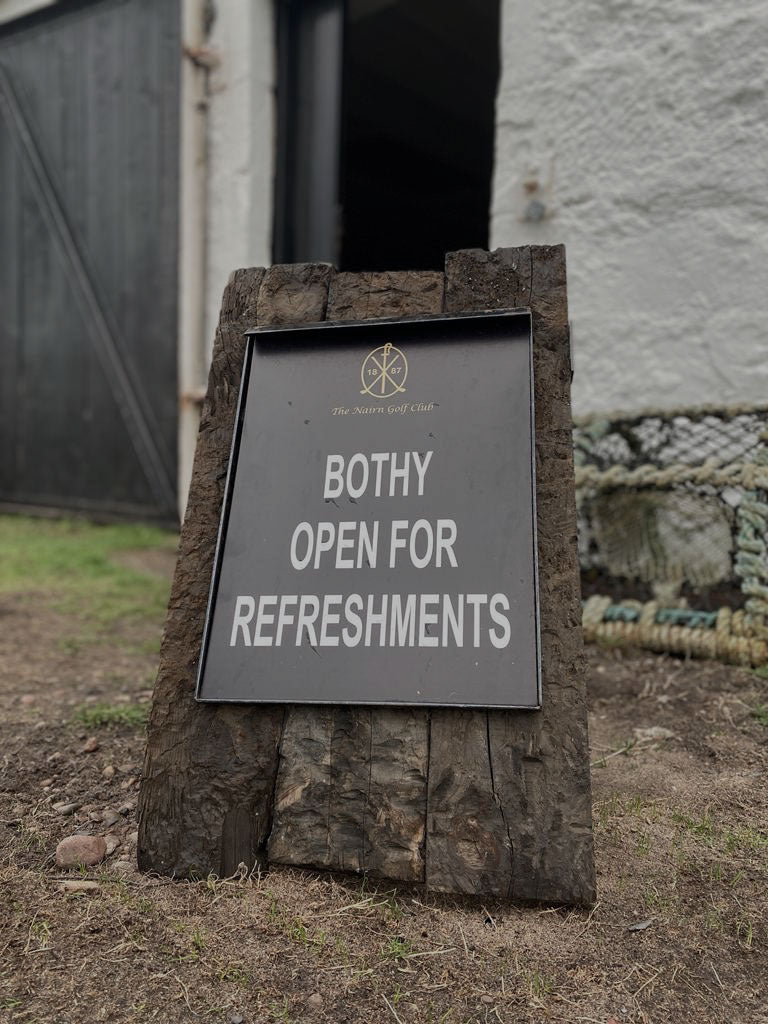 18 87
The Nairn Golf Club
BOTHY
OPEN FOR
REFRESHMENTS